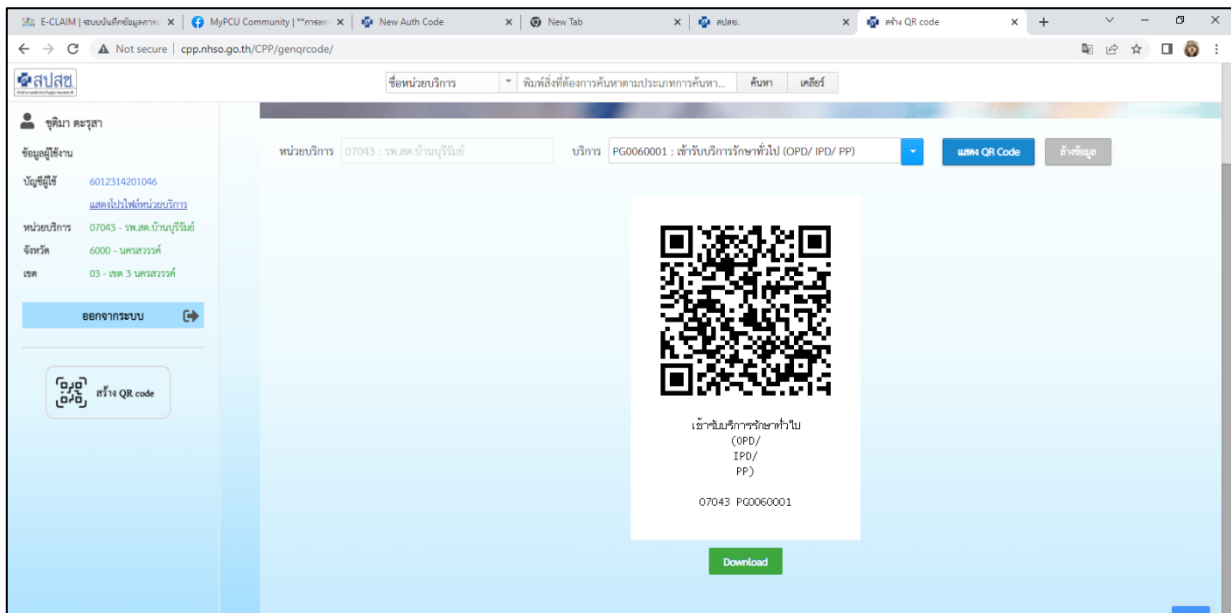 E-CLAIM | ระบบบันทึกข้อมูลการ
MyPCU Community | "**การตรว
New Auth Code
New Tab
สปสช.
สร้าง QR code
Not secure | cpp.nhso.go.th/CPP/genqrcode/
สปสช.
ชื่อหน่วยบริการ
พิมพ์สิ่งที่ต้องการค้นหาตามประเภทการค้นหา...
ค้นหา
เคลียร์
ชุติมา ตะรุสา
ข้อมูลผู้ใช้งาน
บัญชีผู้ใช้ 6012314201046
แสดงโปรไฟล์หน่วยบริการ
หน่วยบริการ 07043 - รพ.สต.บ้านบุรีรัมย์
จังหวัด 6000 - นครสวรรค์
เขต 03 - เขต 3 นครสวรรค์
ออกจากระบบ
สร้าง QR code
หน่วยบริการ 07043 : รพ.สต.บ้านบุรีรัมย์
บริการ PG0060001 : เข้ารับบริการรักษาทั่วไป (OPD/ IPD/ PP)
แสดง QR Code
ล้างข้อมูล
เข้ารับบริการรักษาทั่วไป
(OPD/
IPD/
PP)
07043 PG0060001
Download